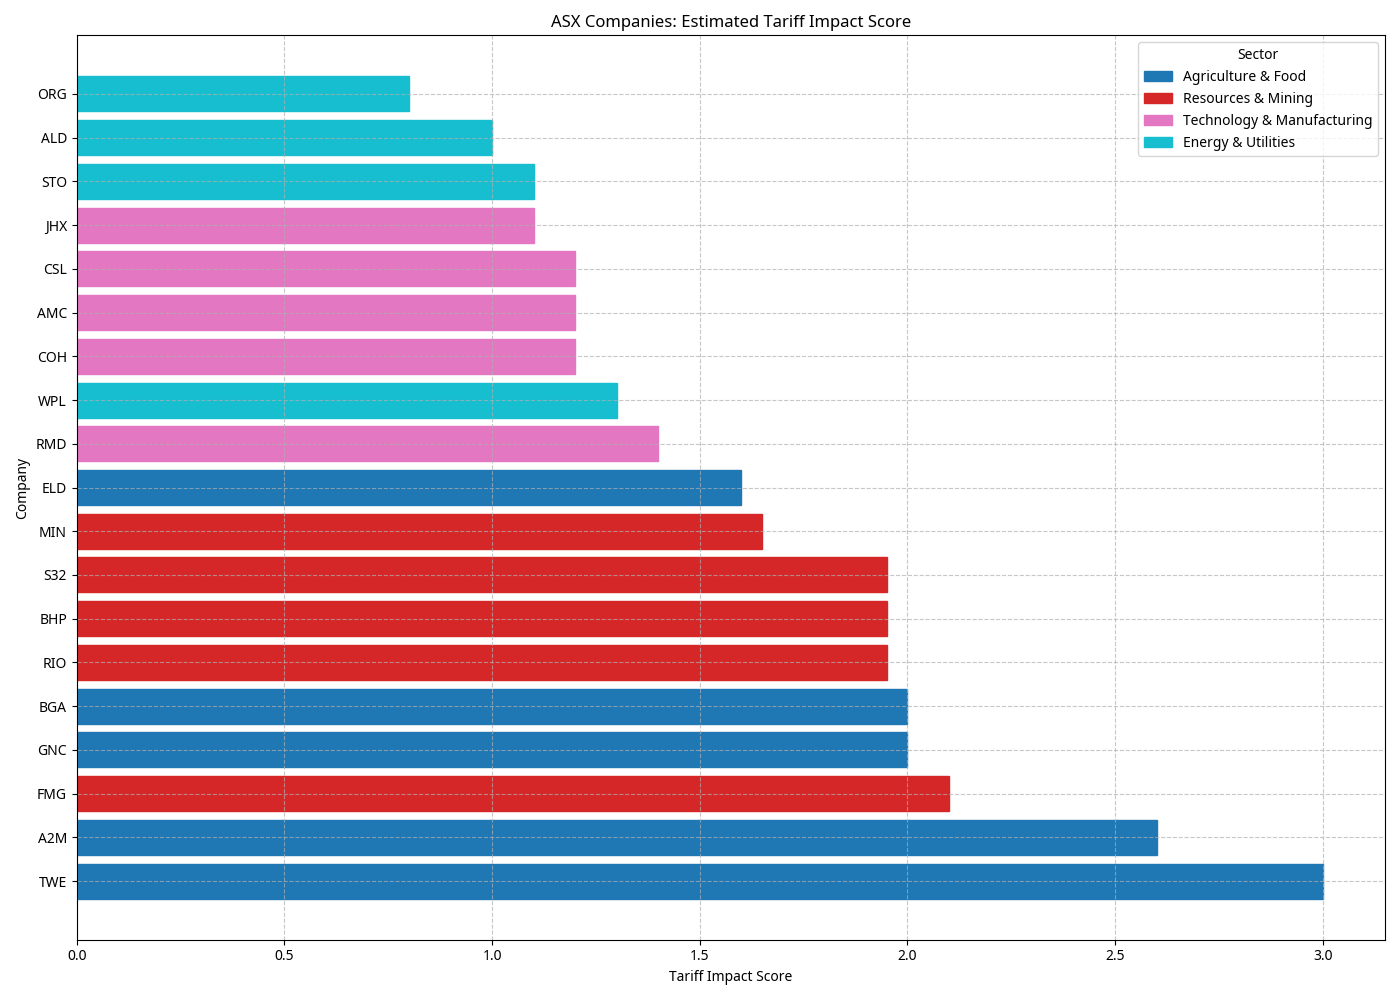 ASX Companies: Estimated Tariff Impact Score
Sector
Agriculture & Food
Resources & Mining
Technology & Manufacturing
Energy & Utilities
Company
ORG
ALD
STO
JHX
CSL
AMC
COH
WPL
RMD
ELD
MIN
S32
BHP
RIO
BGA
GNC
FMG
A2M
TWE
0.0 0.5 1.0 1.5 2.0 2.5 3.0
Tariff Impact Score